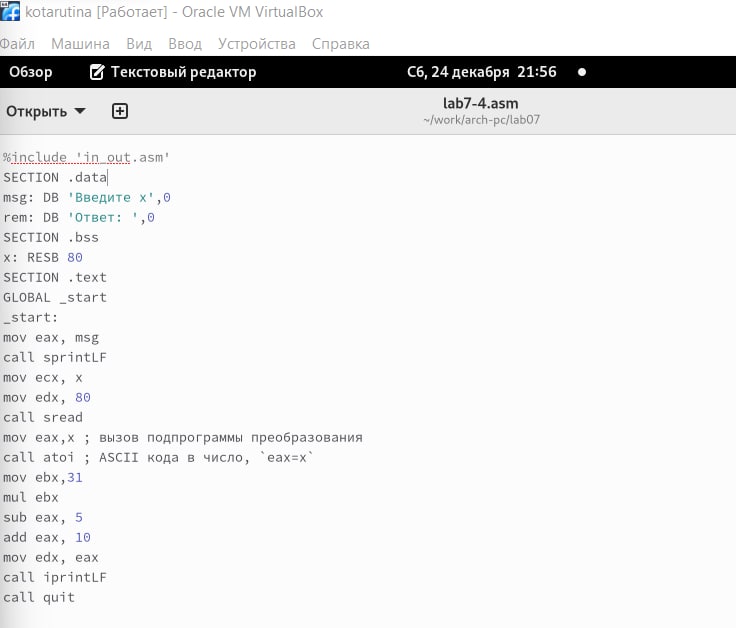 kotarutina [Работает] - Oracle VM VirtualBox
Файл Машина Вид Ввод Устройства Справка
Обзор Текстовый редактор Сб, 24 декабря 21:56
Открыть lab7-4.asm
~/work/arch-pc/lab07
%include 'in_out.asm'
SECTION .data
msg: DB 'Введите x',0
rem: DB 'Ответ: ',0
SECTION .bss
x: RESB 80
SECTION .text
GLOBAL _start
_start:
mov eax, msg
call sprintLF
mov ecx, x
mov edx, 80
call sread
mov eax,x ; вызов подпрограммы преобразования
call atoi ; ASCII кода в число, `eax=x`
mov ebx,31
mul ebx
sub eax, 5
add eax, 10
mov edx, eax
call iprintLF
call quit